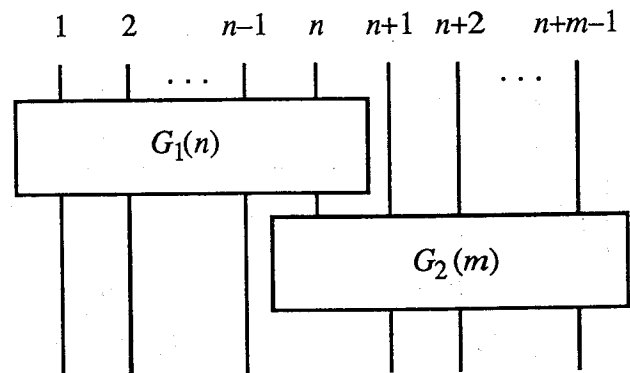 1 2 n–1 n n+1 n+2 n+m–1
. . . . . .
G₁(n)
G₂(m)